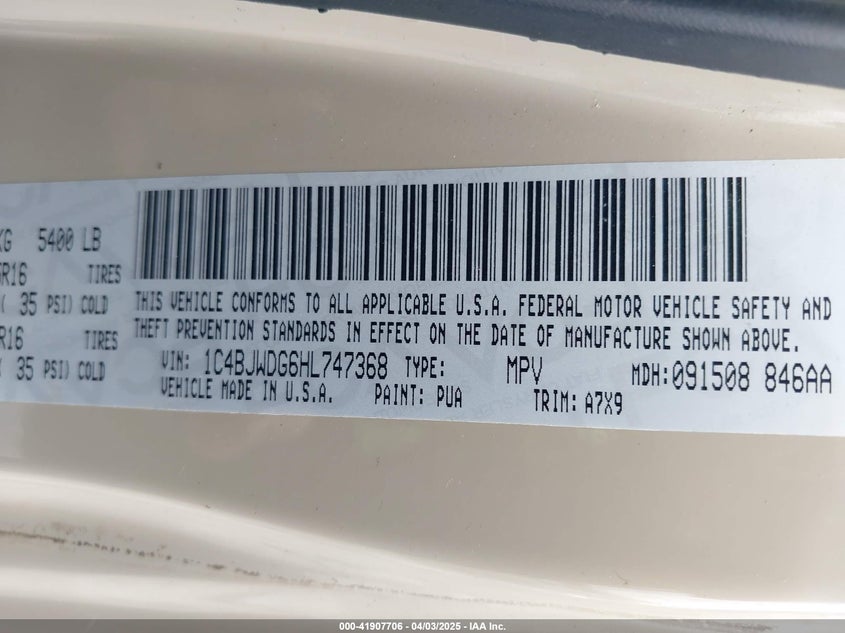 KG 5400 LB
R16 TIRES
( 35 PSI) COLD
R16 TIRES
35 PSI) COLD
THIS VEHICLE CONFORMS TO ALL APPLICABLE U.S.A. FEDERAL MOTOR VEHICLE SAFETY AND
THEFT PREVENTION STANDARDS IN EFFECT ON THE DATE OF MANUFACTURE SHOWN ABOVE.
VIN: 1C4BJWDG6HL747368 TYPE: MPV MDH:091508 846AA
VEHICLE MADE IN U.S.A. PAINT: PUA TRIM: A7X9
000-41907706 - 04/03/2025 - IAA Inc.